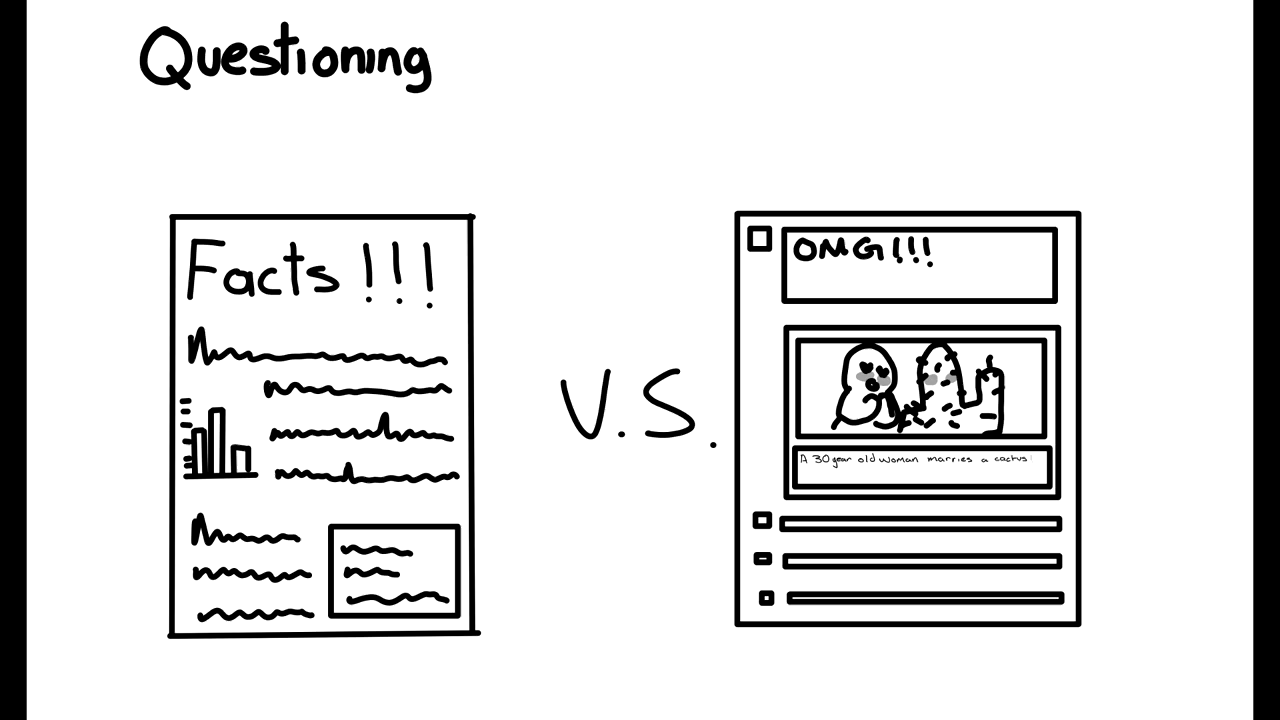 Questioning
Facts!!!
V.S.
OMG!!!
A 30 year old woman marries a cactus!